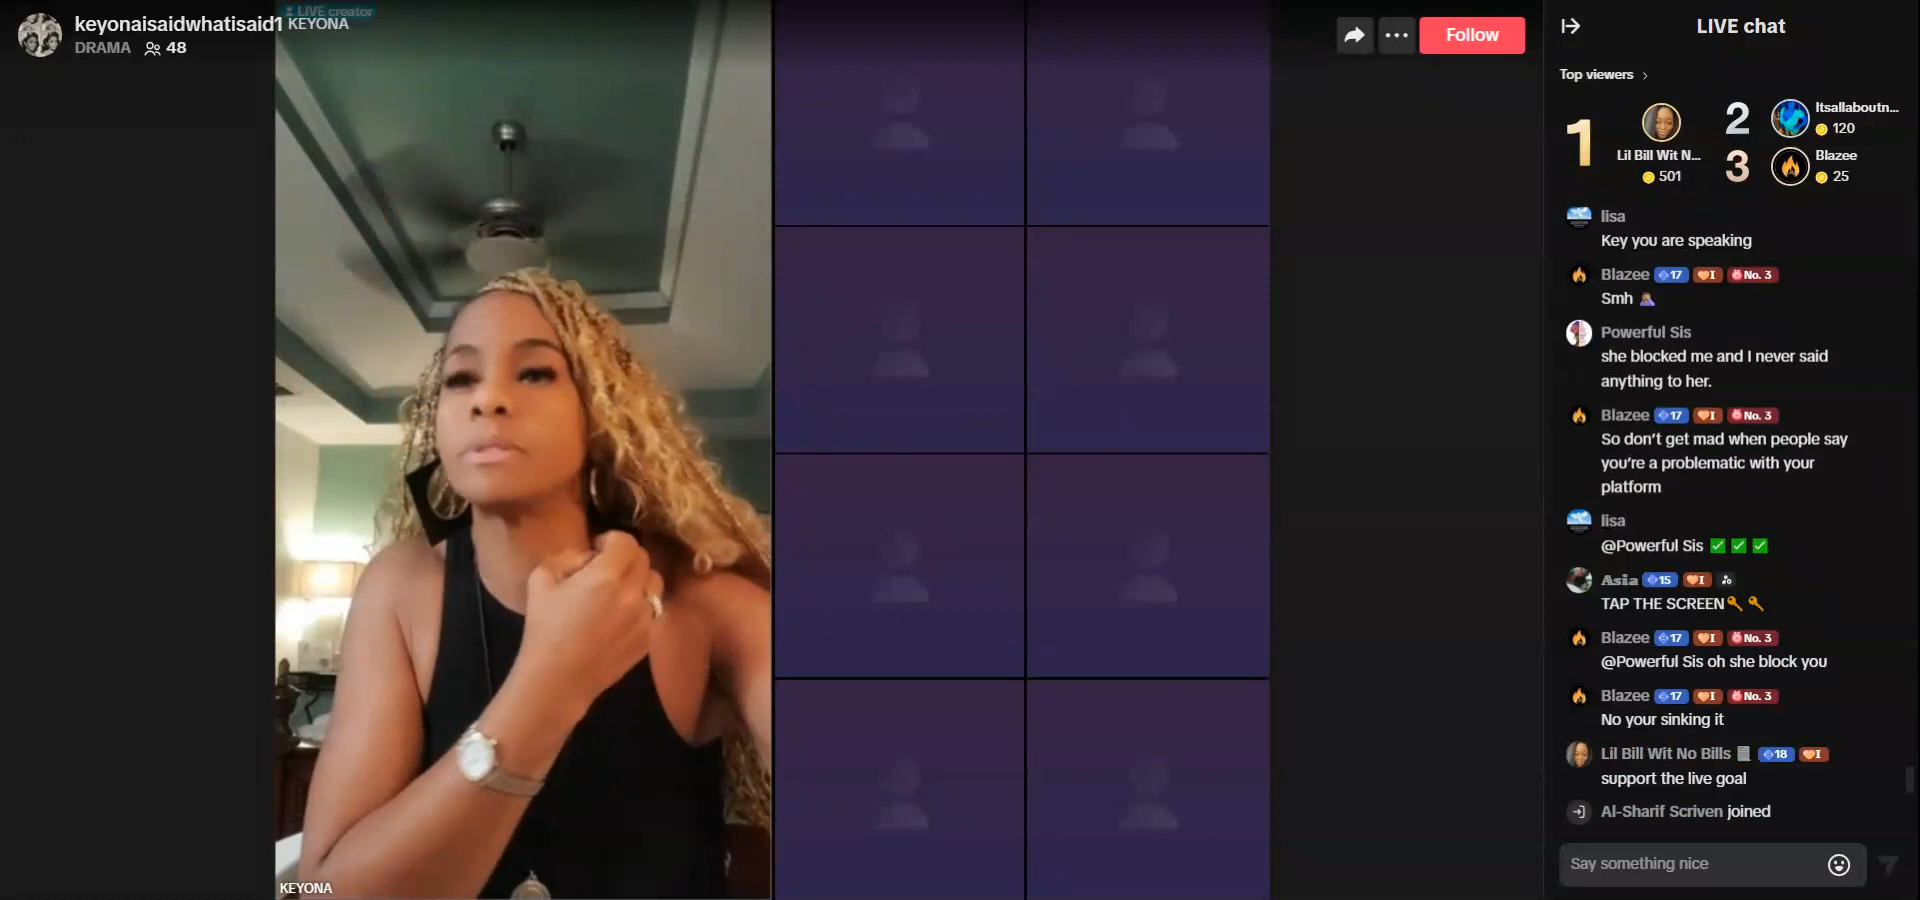 LIVE creator
keyonaisaidwhatisaid1
KEYONA
DRAMA 48
Follow
KEYONA
LIVE chat
Top viewers
1
Lil Bill Wit N...
501
2
Itsallaboutn...
120
3
Blazee
25
lisa
Key you are speaking
Blazee 17 I No. 3
Smh
Powerful Sis
she blocked me and I never said
anything to her.
Blazee 17 I No. 3
So don't get mad when people say
you're a problematic with your
platform
lisa
@Powerful Sis ✅ ✅ ✅
Asia 15 I
TAP THE SCREEN🔑 🔑
Blazee 17 I No. 3
@Powerful Sis oh she block you
Blazee 17 I No. 3
No your sinking it
Lil Bill Wit No Bills 18 I
support the live goal
Al-Sharif Scriven joined
Say something nice